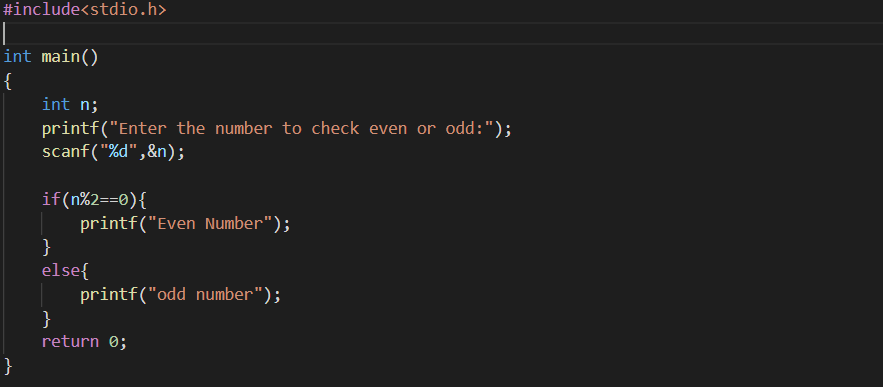 #include<stdio.h>
int main()
{
    int n;
    printf("Enter the number to check even or odd:");
    scanf("%d",&n);
    if(n%2==0){
        printf("Even Number");
    }
    else{
        printf("odd number");
    }
    return 0;
}